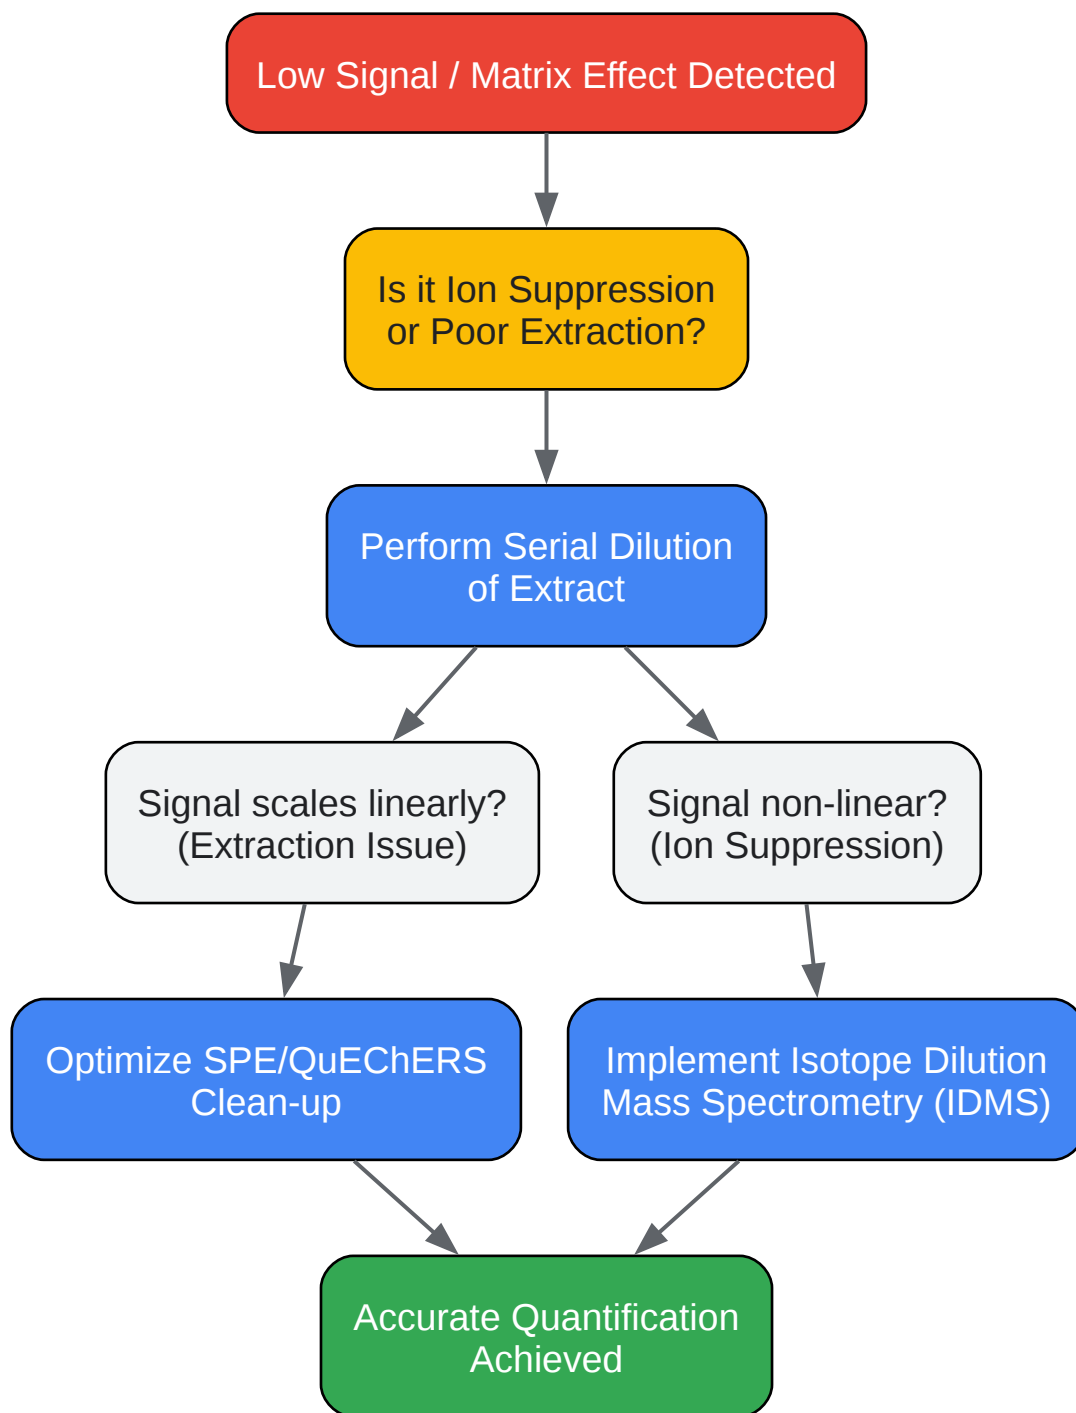 Low Signal / Matrix Effect Detected
Is it Ion Suppression
or Poor Extraction?
Perform Serial Dilution
of Extract
Signal scales linearly?
(Extraction Issue)
Signal non-linear?
(Ion Suppression)
Optimize SPE/QuEChERS
Clean-up
Implement Isotope Dilution
Mass Spectrometry (IDMS)
Accurate Quantification
Achieved